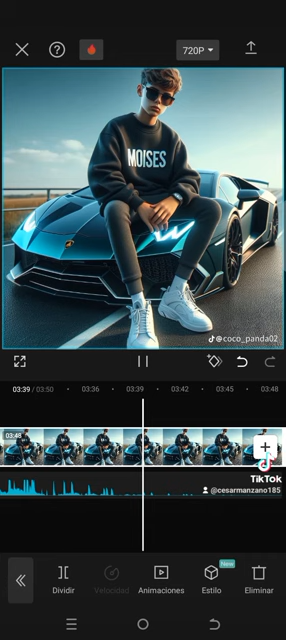 720P
MOISES
@coco_panda02
03:39 / 03:50
03:36
03:39
03:42
03:45
03:48
03:48
TikTok
@cesarmanzano185
New
Dividir
Velocidad
Animaciones
Estilo
Eliminar